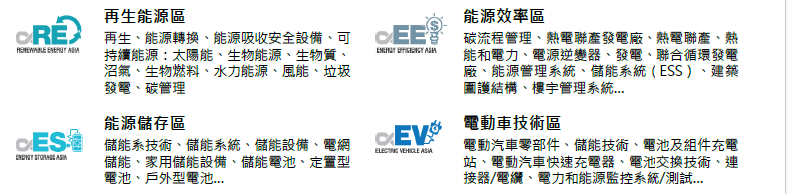 RE
RENEWABLE ENERGY ASIA
再生能源區
再生、能源轉換、能源吸收安全設備、可
持續能源：太陽能、生物能源、生物質、
沼氣、生物燃料、水力能源、風能、垃圾
發電、碳管理
EE
ENERGY EFFICIENCY ASIA
能源效率區
碳流程管理、熱電聯產發電廠、熱電聯產、熱
能和電力、電源逆變器、發電、聯合循環發電
廠、能源管理系統、儲能系統（ESS）、建築
圍護結構、樓宇管理系統...
ES
ENERGY STORAGE ASIA
能源儲存區
儲能系技術、儲能系統、儲能設備、電網
儲能、家用儲能設備、儲能電池、定置型
電池、戶外型電池...
EV
ELECTRIC VEHICLE ASIA
電動車技術區
電動汽車零部件、儲能技術、電池及組件充電
站、電動汽車快速充電器、電池交換技術、連
接器/電纜、電力和能源監控系統/測試...